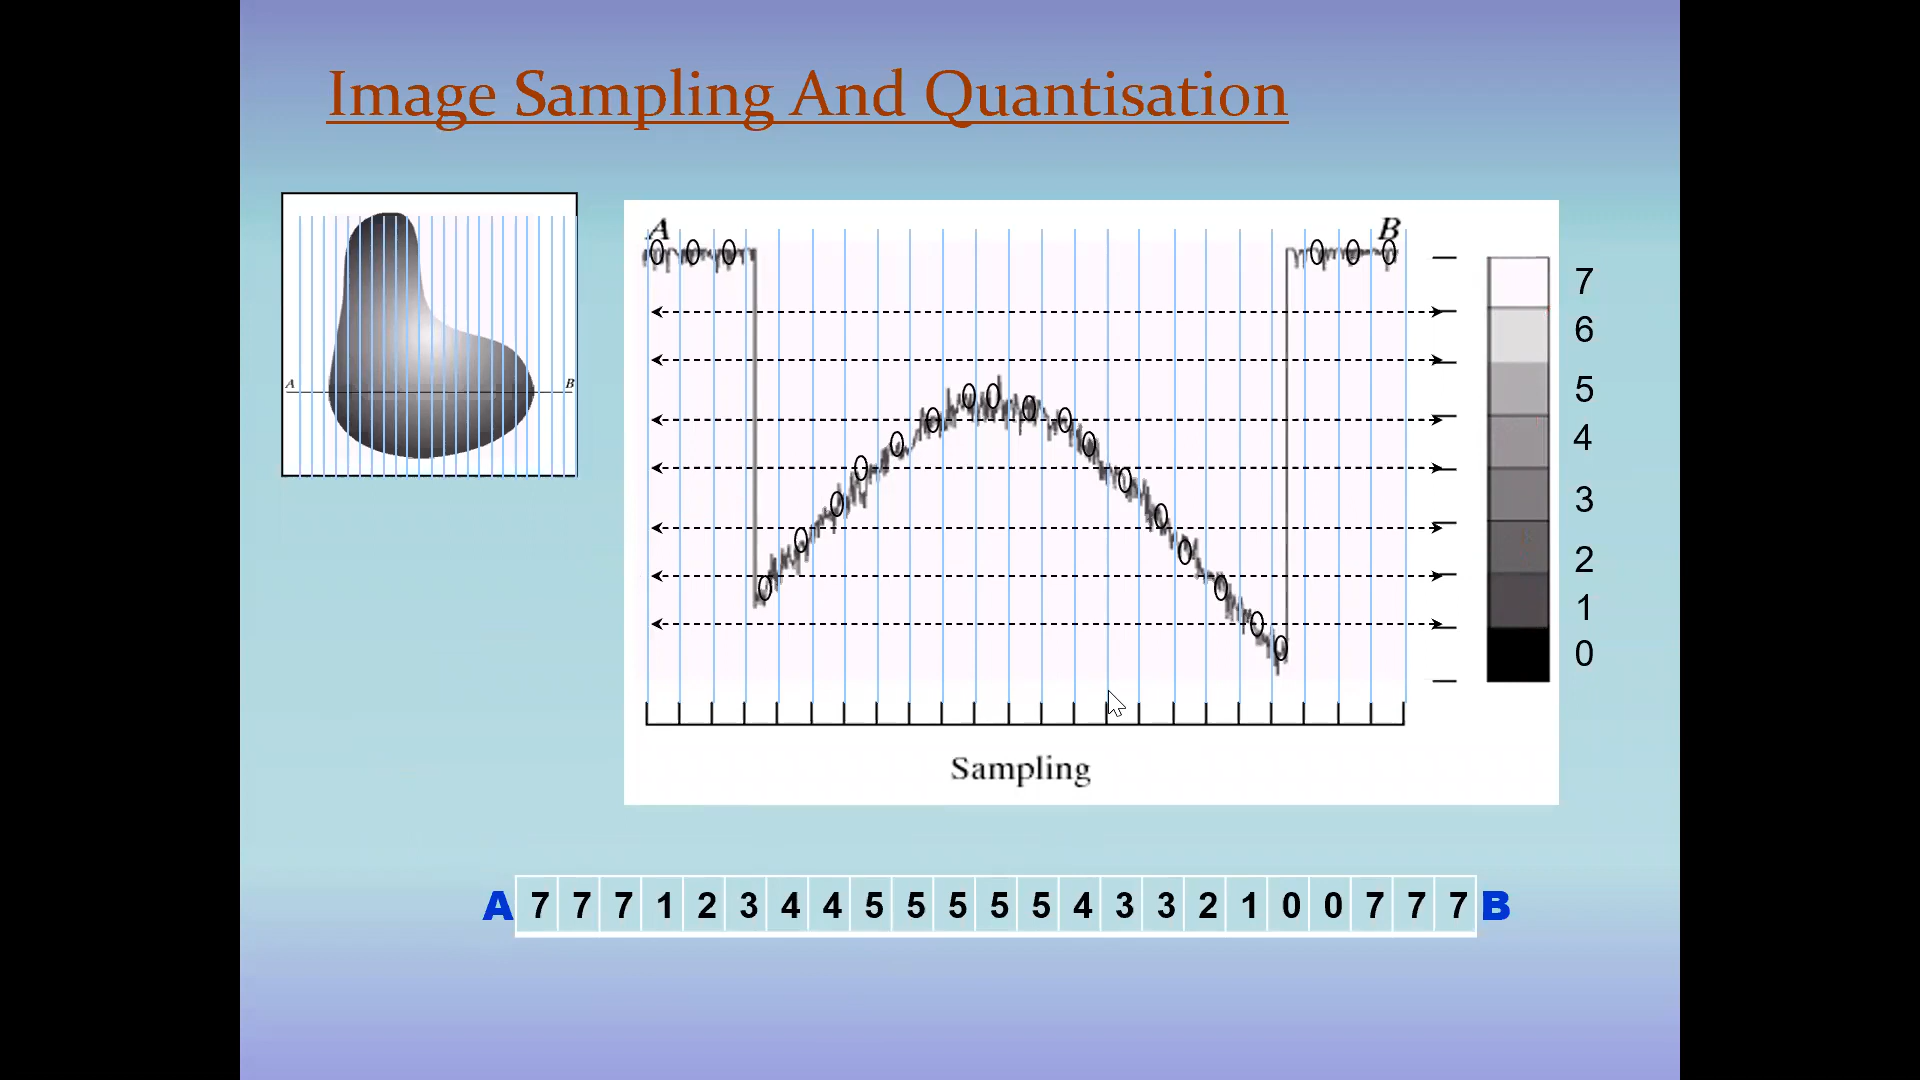 Image Sampling And Quantisation
A B
A B
7
6
5
4
3
2
1
0
Sampling
A 7 7 7 1 2 3 4 4 5 5 5 5 5 4 3 3 2 1 0 0 7 7 7 B